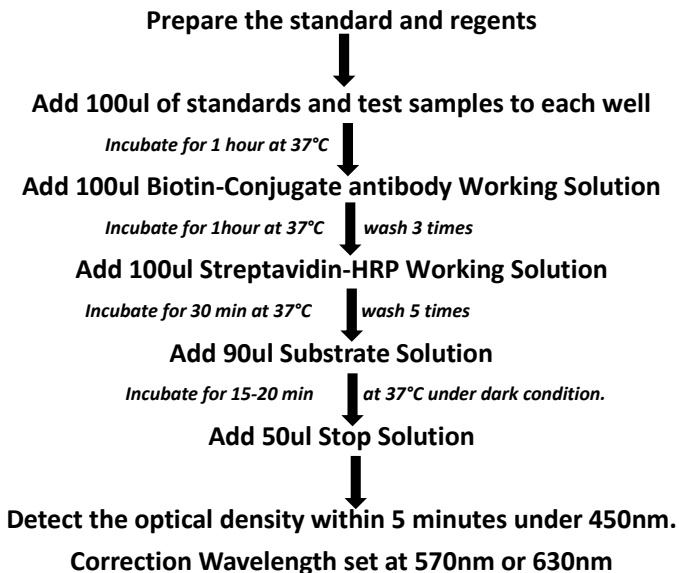 Prepare the standard and regents
Add 100ul of standards and test samples to each well
Incubate for 1 hour at 37°C
Add 100ul Biotin-Conjugate antibody Working Solution
Incubate for 1hour at 37°C wash 3 times
Add 100ul Streptavidin-HRP Working Solution
Incubate for 30 min at 37°C wash 5 times
Add 90ul Substrate Solution
Incubate for 15-20 min at 37°C under dark condition.
Add 50ul Stop Solution
Detect the optical density within 5 minutes under 450nm.
Correction Wavelength set at 570nm or 630nm